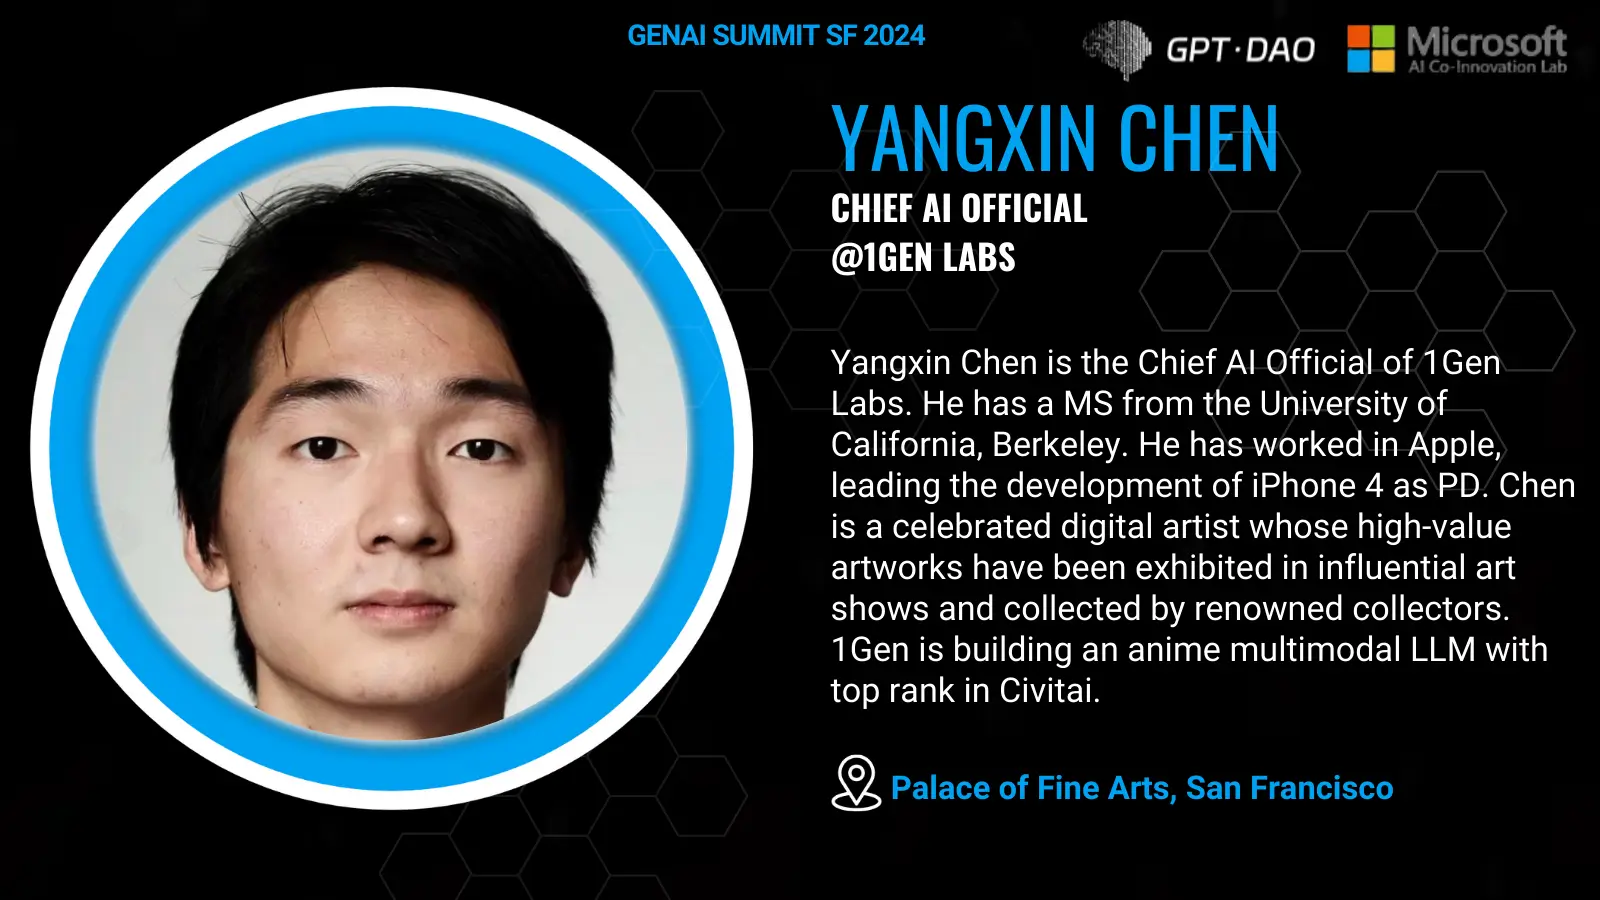 GENAI SUMMIT SF 2024
GPT·DAO
Microsoft
AI Co-Innovation Lab
YANGXIN CHEN
CHIEF AI OFFICIAL
@1GEN LABS
Yangxin Chen is the Chief AI Official of 1Gen
Labs. He has a MS from the University of
California, Berkeley. He has worked in Apple,
leading the development of iPhone 4 as PD. Chen
is a celebrated digital artist whose high-value
artworks have been exhibited in influential art
shows and collected by renowned collectors.
1Gen is building an anime multimodal LLM with
top rank in Civitai.
Palace of Fine Arts, San Francisco